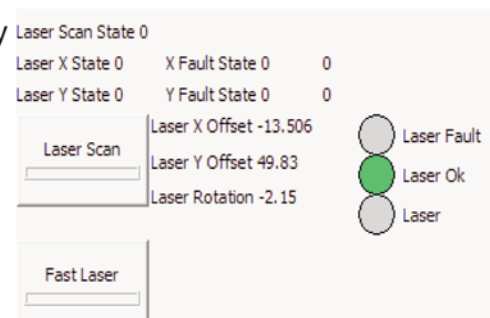 Laser Scan State 0
Laser X State 0 X Fault State 0 0
Laser Y State 0 Y Fault State 0 0
Laser Scan
Laser X Offset -13.506
Laser Y Offset 49.83
Laser Rotation -2.15
Laser Fault
Laser Ok
Laser
Fast Laser